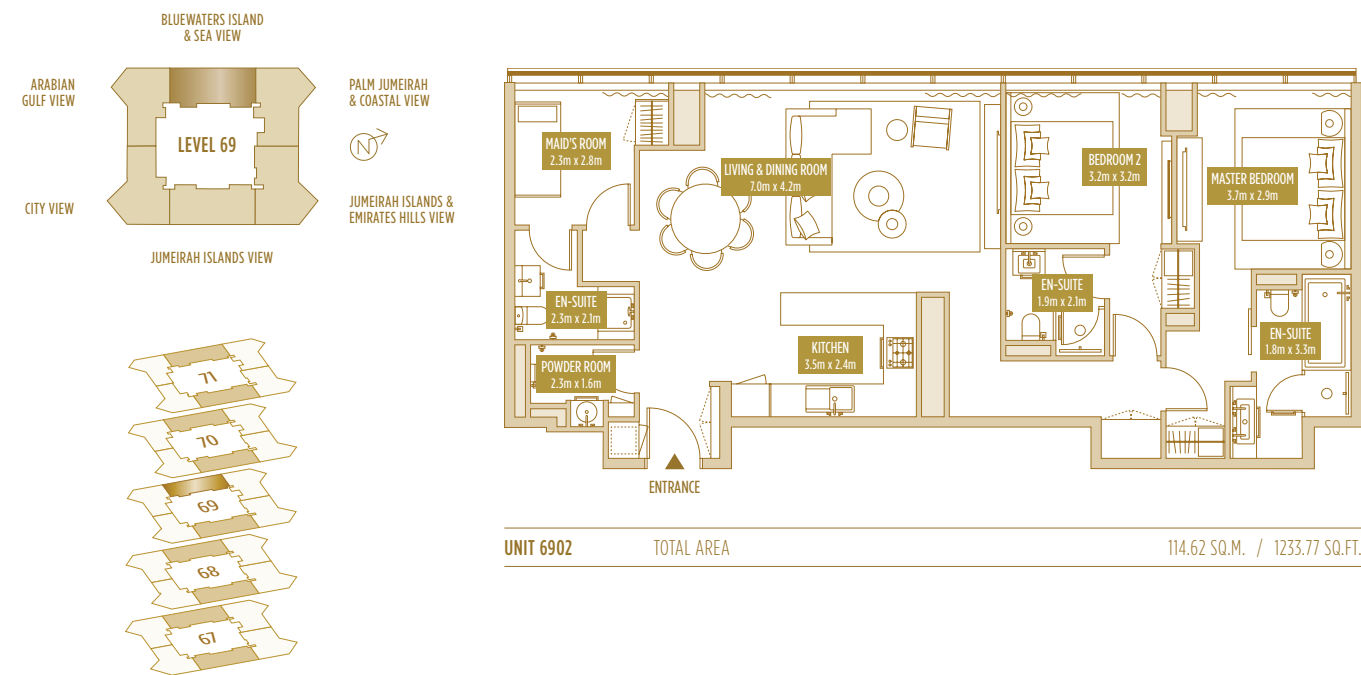 BLUEWATERS ISLAND
& SEA VIEW
ARABIAN
GULF VIEW
PALM JUMEIRAH
& COASTAL VIEW
LEVEL 69
N
CITY VIEW
JUMEIRAH ISLANDS &
EMIRATES HILLS VIEW
JUMEIRAH ISLANDS VIEW
71
70
69
68
67
MAID'S ROOM
2.3m x 2.8m
LIVING & DINING ROOM
7.0m x 4.2m
BEDROOM 2
3.2m x 3.2m
MASTER BEDROOM
3.7m x 2.9m
EN-SUITE
2.3m x 2.1m
EN-SUITE
1.9m x 2.1m
EN-SUITE
1.8m x 3.3m
KITCHEN
3.5m x 2.4m
POWDER ROOM
2.3m x 1.6m
ENTRANCE
UNIT 6902 TOTAL AREA 114.62 SQ.M. / 1233.77 SQ.FT.